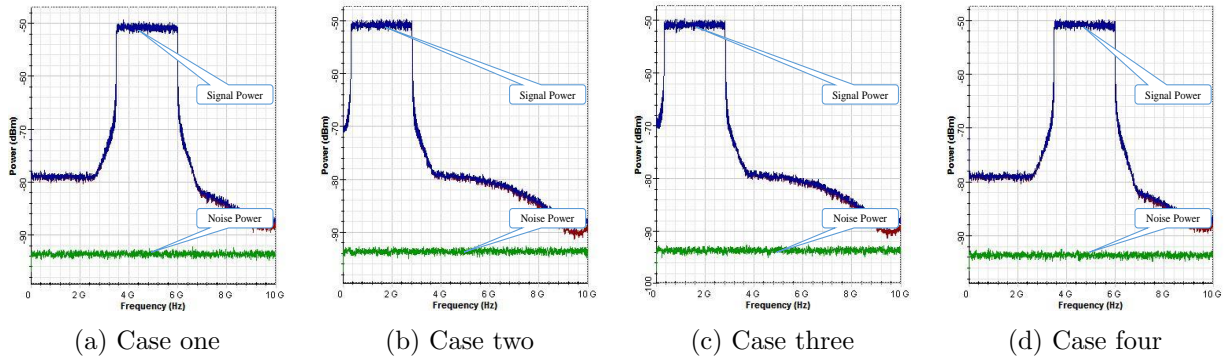 -50
-60
-70
-80
-90
Power (dBm)
Signal Power
Noise Power
0 2 G 4 G 6 G 8 G 10 G
Frequency (Hz)
(a) Case one
-50
-60
-70
-80
-90
Power (dBm)
Signal Power
Noise Power
0 2 G 4 G 6 G 8 G 10 G
Frequency (Hz)
(b) Case two
-50
-60
-70
-80
-90
-100
Power (dBm)
Signal Power
Noise Power
0 2 G 4 G 6 G 8 G 10 G
Frequency (Hz)
(c) Case three
-50
-60
-70
-80
-90
Power (dBm)
Signal Power
Noise Power
0 2 G 4 G 6 G 8 G 10 G
Frequency (Hz)
(d) Case four